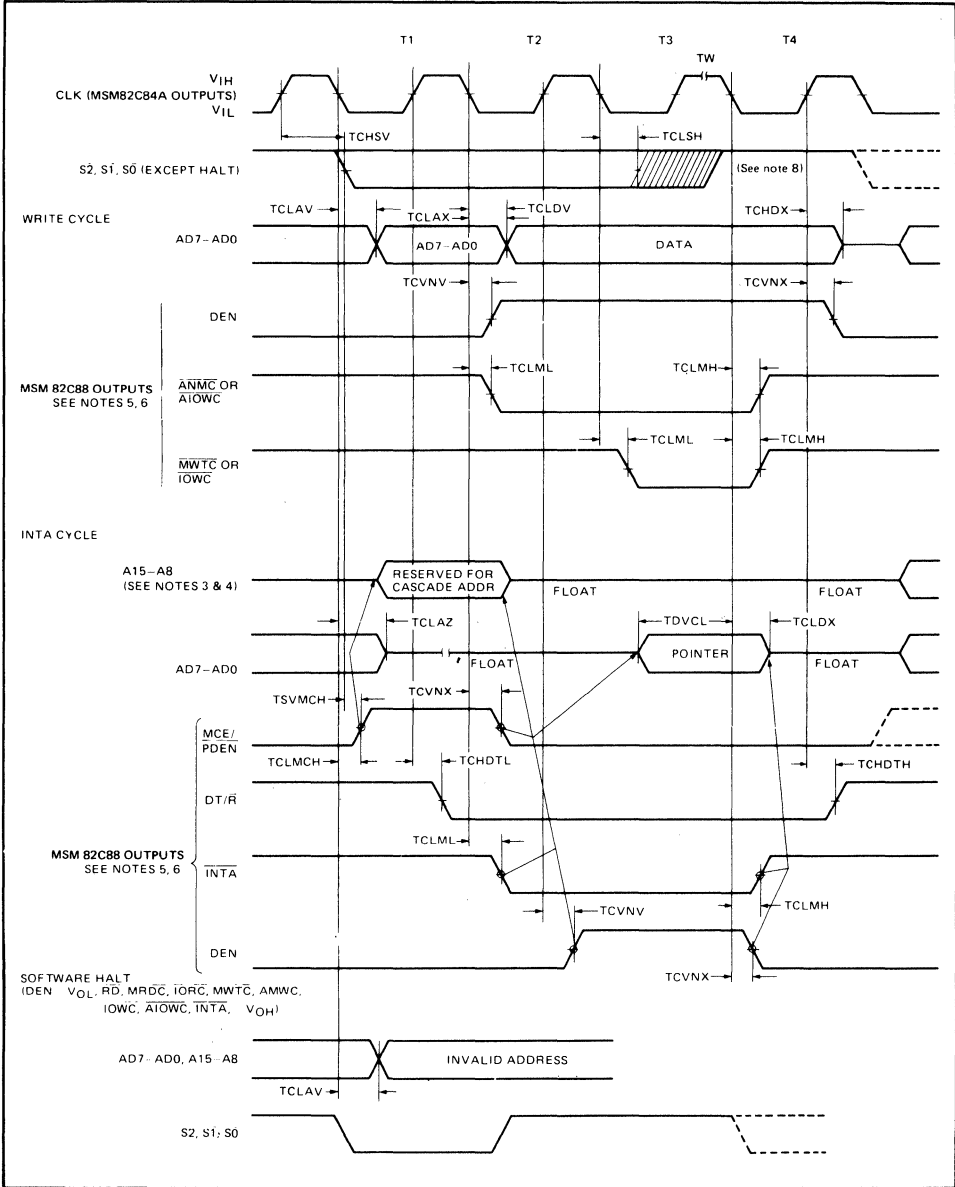 T1 T2 T3 T4
TW
VIH
CLK (MSM82C84A OUTPUTS)
VIL
TCHSV TCLSH
S2, S1, S0 (EXCEPT HALT) (See note 8)
WRITE CYCLE
TCLAV TCLAX TCLDV TCHDX
AD7-AD0 AD7-AD0 DATA
TCVNV TCVNX
DEN
TCLML TCLMH
MSM 82C88 OUTPUTS
SEE NOTES 5, 6
ANMC OR
AIOWC
TCLML TCLMH
MWTC OR
IOWC
INTA CYCLE
A15-A8
(SEE NOTES 3 & 4)
RESERVED FOR
CASCADE ADDR
FLOAT FLOAT
TCLAZ TDVCL TCLDX
AD7-AD0 FLOAT POINTER FLOAT
TSVMCH TCVNX
MCE/
PDEN
TCLMCH TCHDTL TCHDTH
DT/R
TCLML
MSM 82C88 OUTPUTS
SEE NOTES 5, 6
INTA
TCLMH
TCVNV
DEN
TCVNX
SOFTWARE HALT
(DEN VOL, RD, MRDC, IORC, MWTC, AMWC,
IOWC, AIOWC, INTA, VOH)
AD7-AD0, A15-A8 INVALID ADDRESS
TCLAV
S2, S1, S0